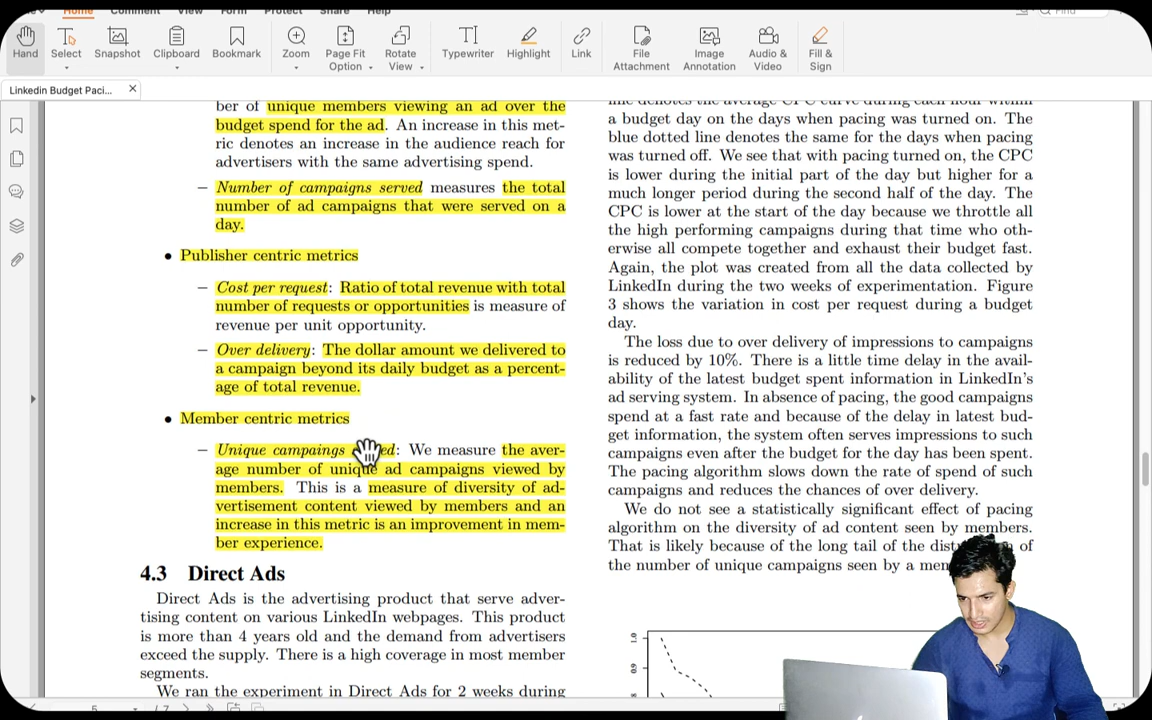 Home
Comment
View
Form
Protect
Share
Help
Find
Hand
Select
Snapshot
Clipboard
Bookmark
Zoom
Page Fit
Option
Rotate
View
Typewriter
Highlight
Link
File
Attachment
Image
Annotation
Audio &
Video
Fill &
Sign
Linkedin Budget Paci...
ber of unique members viewing an ad over the
budget spend for the ad. An increase in this met-
ric denotes an increase in the audience reach for
advertisers with the same advertising spend.
– Number of campaigns served measures the total
number of ad campaigns that were served on a
day.
• Publisher centric metrics
– Cost per request: Ratio of total revenue with total
number of requests or opportunities is measure of
revenue per unit opportunity.
– Over delivery: The dollar amount we delivered to
a campaign beyond its daily budget as a percent-
age of total revenue.
• Member centric metrics
– Unique campaings : We measure the aver-
age number of unique ad campaigns viewed by
members. This is a measure of diversity of ad-
vertisement content viewed by members and an
increase in this metric is an improvement in mem-
ber experience.
4.3 Direct Ads
Direct Ads is the advertising product that serve adver-
tising content on various LinkedIn webpages. This product
is more than 4 years old and the demand from advertisers
exceed the supply. There is a high coverage in most member
segments.
We ran the experiment in Direct Ads for 2 weeks during
line denotes the average CPC curve during each hour within
a budget day on the days when pacing was turned on. The
blue dotted line denotes the same for the days when pacing
was turned off. We see that with pacing turned on, the CPC
is lower during the initial part of the day but higher for a
much longer period during the second half of the day. The
CPC is lower at the start of the day because we throttle all
the high performing campaigns during that time who oth-
erwise all compete together and exhaust their budget fast.
Again, the plot was created from all the data collected by
LinkedIn during the two weeks of experimentation. Figure
3 shows the variation in cost per request during a budget
day.
The loss due to over delivery of impressions to campaigns
is reduced by 10%. There is a little time delay in the avail-
ability of the latest budget spent information in LinkedIn's
ad serving system. In absence of pacing, the good campaigns
spend at a fast rate and because of the delay in latest bud-
get information, the system often serves impressions to such
campaigns even after the budget for the day has been spent.
The pacing algorithm slows down the rate of spend of such
campaigns and reduces the chances of over delivery.
We do not see a statistically significant effect of pacing
algorithm on the diversity of ad content seen by members.
That is likely because of the long tail of the of
the number of unique campaigns seen by a
1.0
0.9
5 / 7